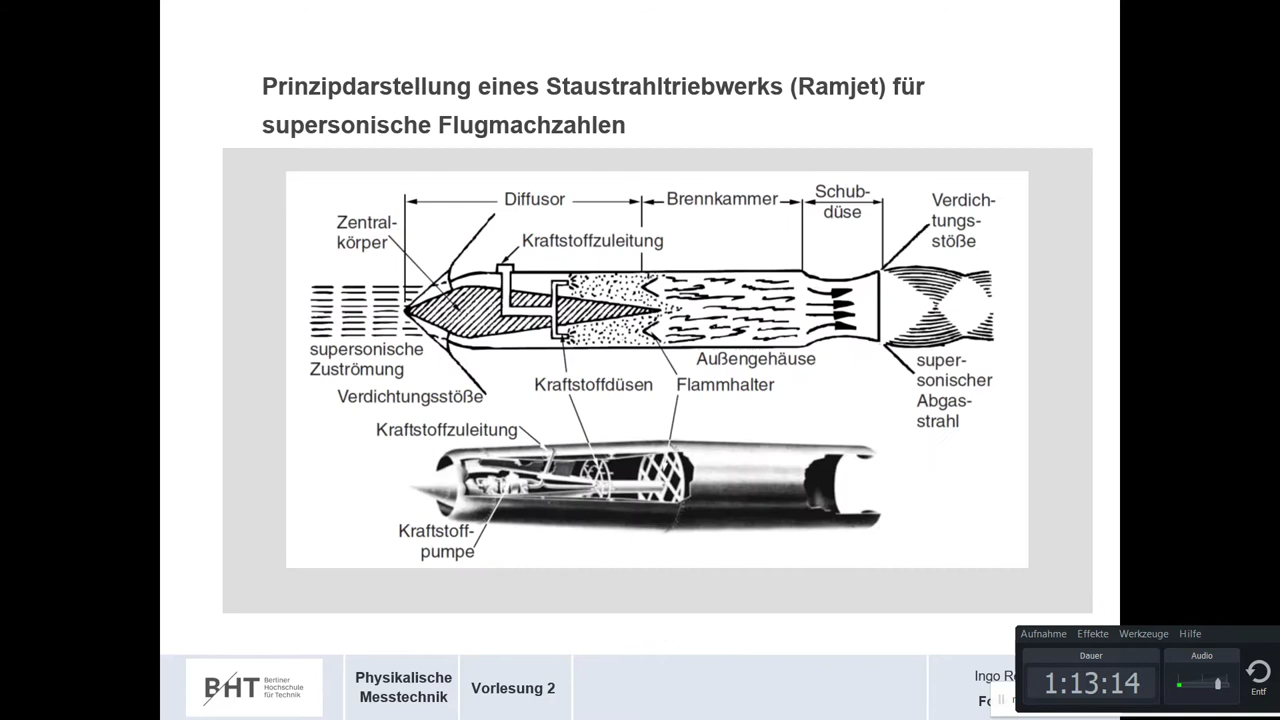 Prinzipdarstellung eines Staustrahltriebwerks (Ramjet) für
supersonische Flugmachzahlen
Diffusor
Brennkammer
Schub-
düse
Verdich-
tungs-
stöße
Zentral-
körper
Kraftstoffzuleitung
supersonische
Zuströmung
Verdichtungsstöße
Kraftstoffdüsen
Außengehäuse
Flammhalter
super-
sonischer
Abgas-
strahl
Kraftstoffzuleitung
Kraftstoff-
pumpe
BHT Berliner
Hochschule
für Technik
Physikalische
Messtechnik
Vorlesung 2
Ingo
Aufnahme Effekte Werkzeuge Hilfe
Dauer
1:13:14
Audio
Entf